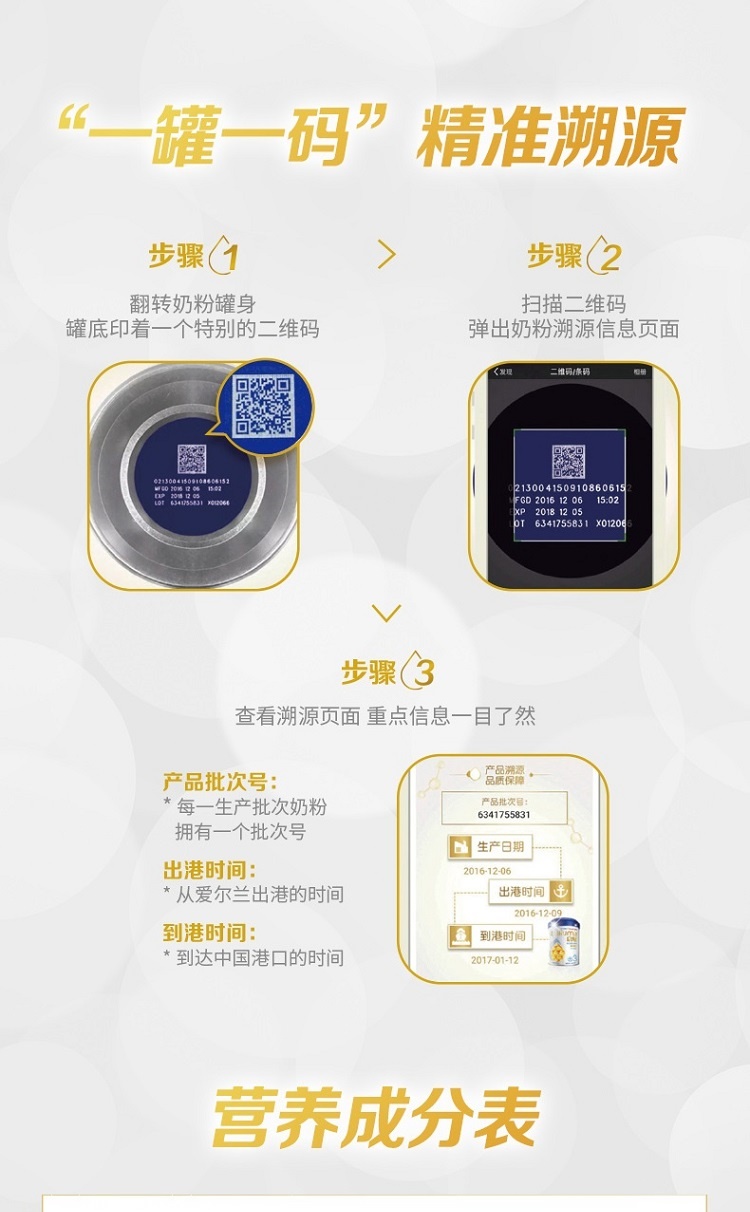 “一罐一码”精准溯源
步骤1
>
步骤2
翻转奶粉罐身
罐底印着一个特别的二维码
扫描二维码
弹出奶粉溯源信息页面
02130041509108606152
MFGD 2016 12 06 15:02
EXP 2018 12 05
LOT 6341755831 X012066
发现
二维码/条码
相册
02130041509108606152
MFGD 2016 12 06 15:02
EXP 2018 12 05
LOT 6341755831 X012066
步骤3
查看溯源页面 重点信息一目了然
产品批次号：
* 每一生产批次奶粉
拥有一个批次号
出港时间：
* 从爱尔兰出港的时间
到港时间：
* 到达中国港口的时间
产品溯源
品质保障
产品批次号：
6341755831
生产日期
2016-12-06
出港时间
2016-12-09
到港时间
2017-01-12
营养成分表